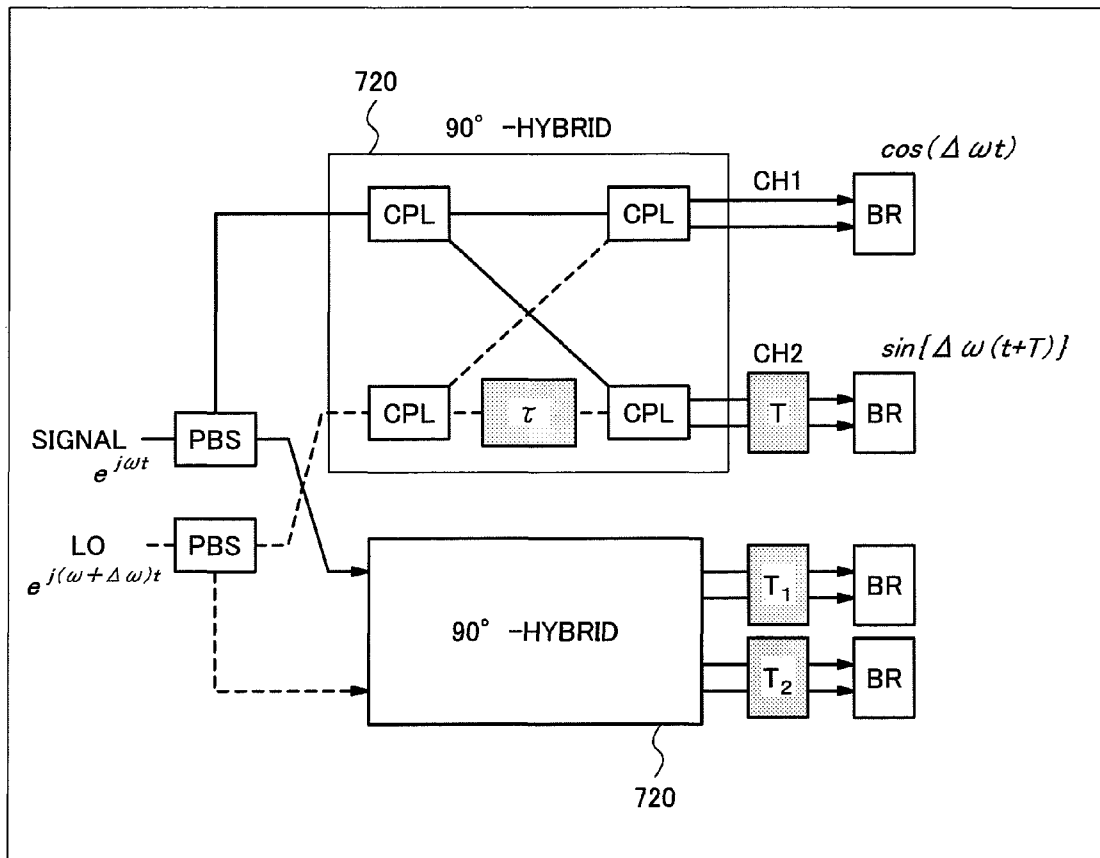 720
90° -HYBRID
cos(Δωt)
CPL
CPL
CH1
BR
sin{Δω(t+T)}
CH2
CPL
τ
CPL
T
BR
SIGNAL
e^{jωt}
PBS
LO
e^{j(ω+Δω)t}
PBS
90° -HYBRID
T₁
BR
T₂
BR
720